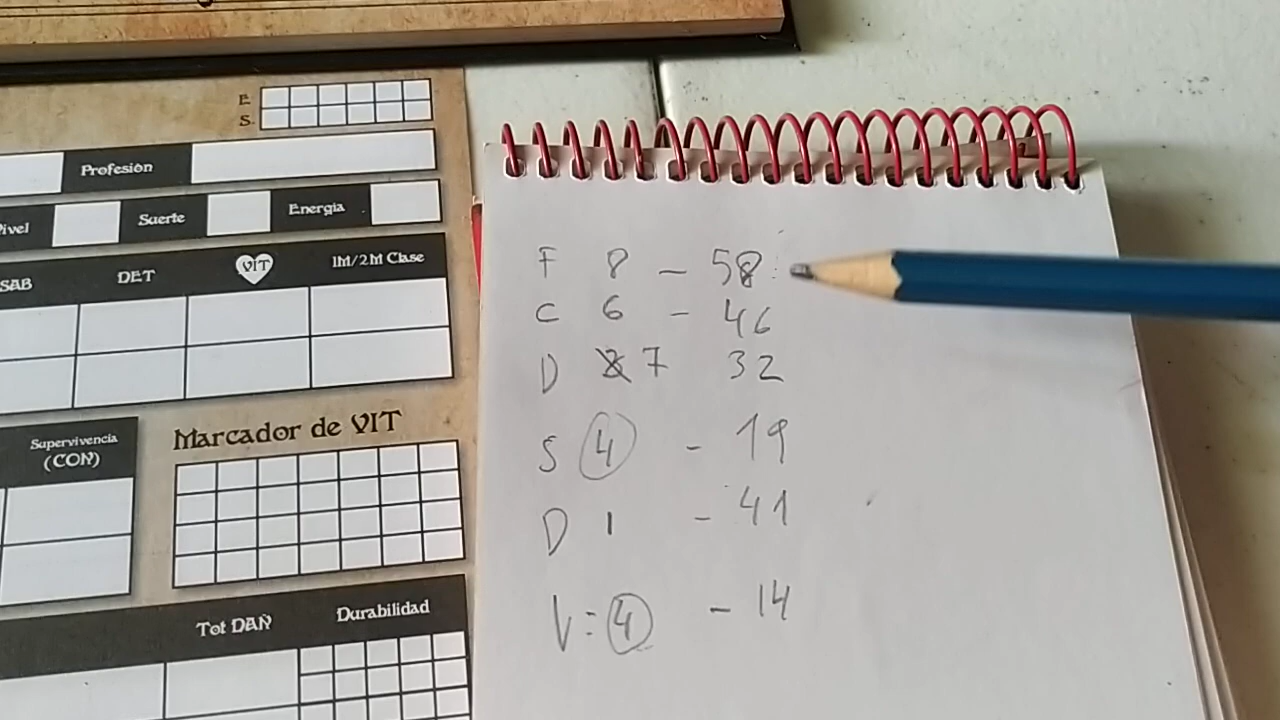 E
S.
Profesión
Nivel Suerte Energía
SAB DET VIT 1M/2M Clase
Supervivencia
(CON)
Marcador de VIT
Tot DAÑ Durabilidad
F 8 – 58
C 6 – 46
D 7 32
S 4 – 19
D 1 – 41
V = 4 – 14